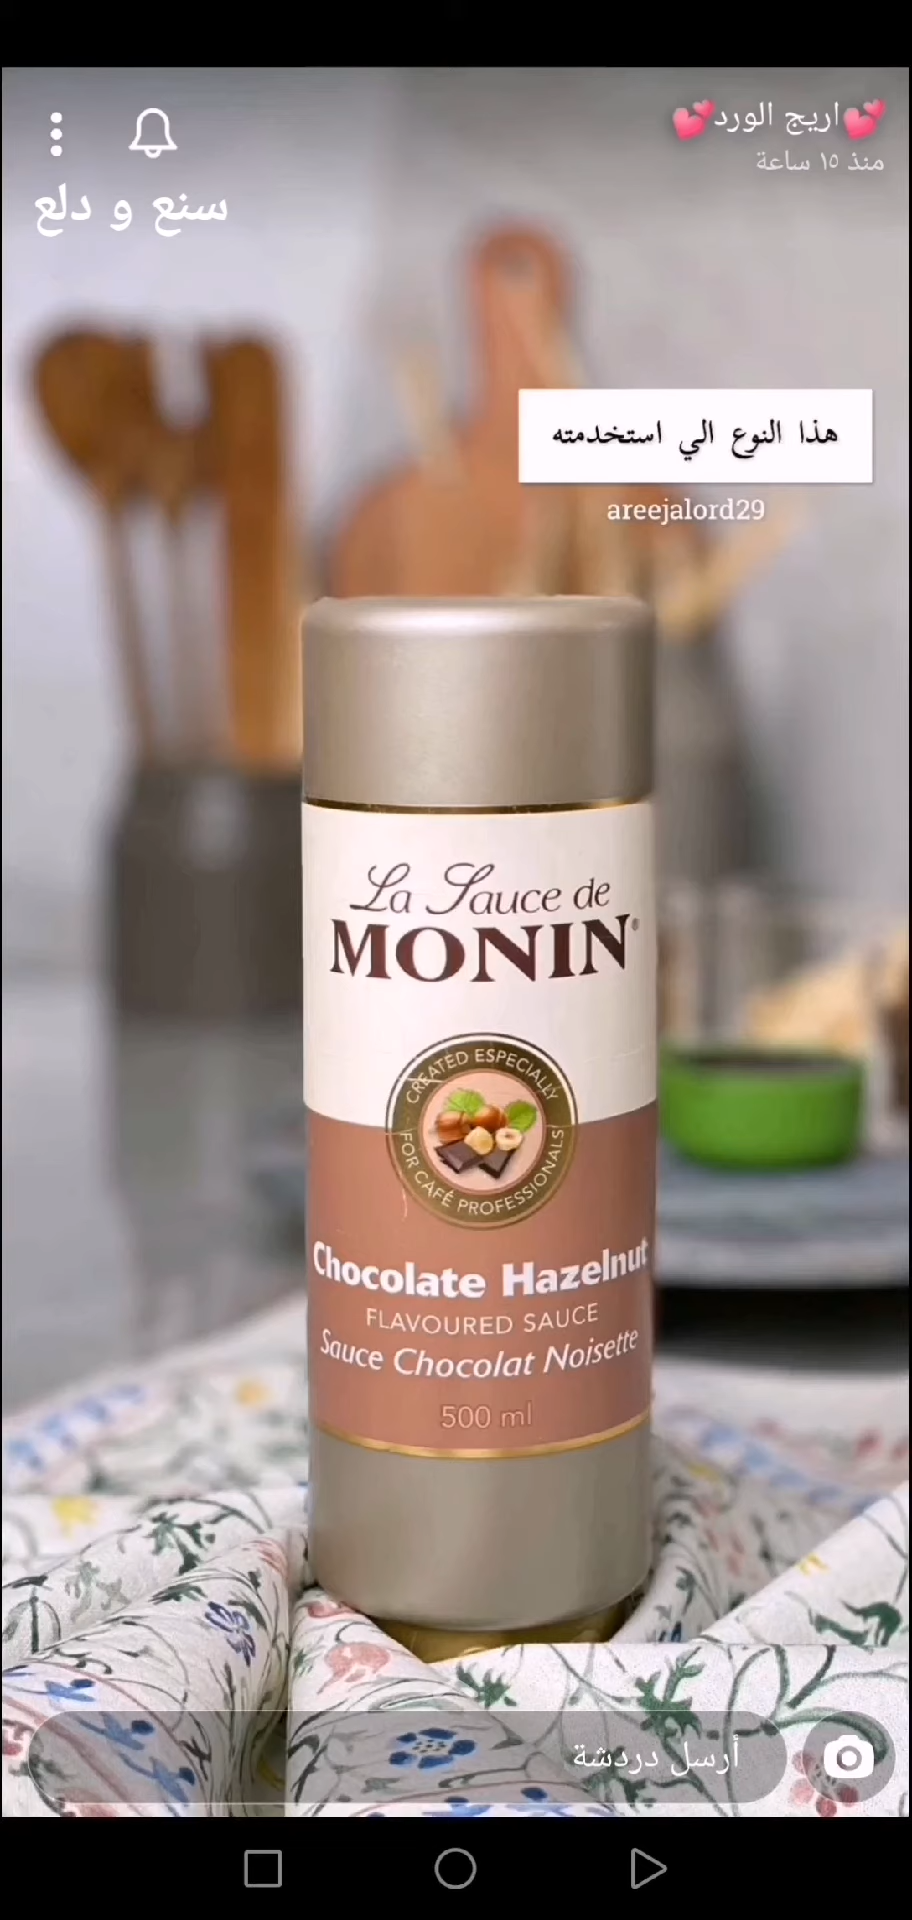 💕اريج الورد💕
منذ ١٥ ساعة
سنع و دلع
هذا النوع الي استخدمته
areejalord29
La Sauce de
MONIN®
CREATED ESPECIALLY
FOR CAFÉ PROFESSIONALS
Chocolate Hazelnut
FLAVOURED SAUCE
Sauce Chocolat Noisette
500 ml
أرسل دردشة